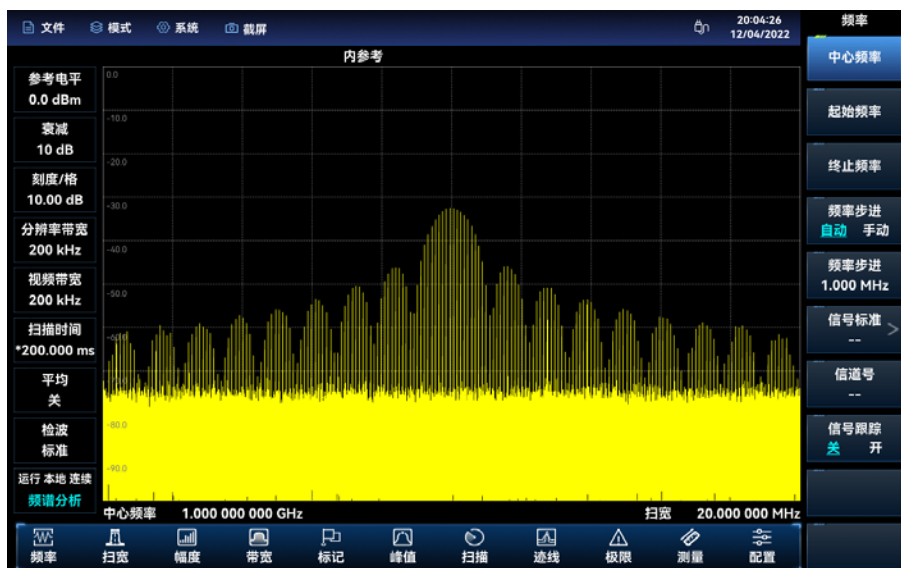 文件 模式 系统 截屏 20:04:26
12/04/2022
频率
内参考
参考电平
0.0 dBm
衰减
10 dB
刻度/格
10.00 dB
分辨率带宽
200 kHz
视频带宽
200 kHz
扫描时间
*200.000 ms
平均
关
检波
标准
运行 本地 连续
频谱分析
0.0
-10.0
-20.0
-30.0
-40.0
-50.0
-80.0
-90.0
中心频率 1.000 000 000 GHz 扫宽 20.000 000 MHz
中心频率
起始频率
终止频率
频率步进
自动 手动
频率步进
1.000 MHz
信号标准 >
--
信道号
--
信号跟踪
关 开
频率 扫宽 幅度 带宽 标记 峰值 扫描 迹线 极限 测量 配置